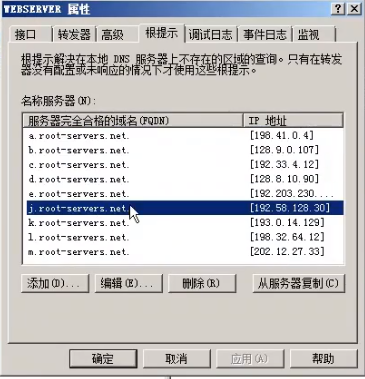 WEBSERVER 属性
接口 转发器 高级 根提示 调试日志 事件日志 监视
根提示解决在本地 DNS 服务器上不存在的区域的查询。只有在转发
器没有配置或未响应的情况下才使用这些根提示。
名称服务器(N):
服务器完全合格的域名(FQDN) IP 地址
a.root-servers.net. [198.41.0.4]
b.root-servers.net. [128.9.0.107]
c.root-servers.net. [192.33.4.12]
d.root-servers.net. [128.8.10.90]
e.root-servers.net. [192.203.230....
j.root-servers.net. [192.58.128.30]
k.root-servers.net. [193.0.14.129]
l.root-servers.net. [198.32.64.12]
m.root-servers.net. [202.12.27.33]
添加(D)... 编辑(E)... 删除(R) 从服务器复制(C)
确定 取消 应用(A) 帮助